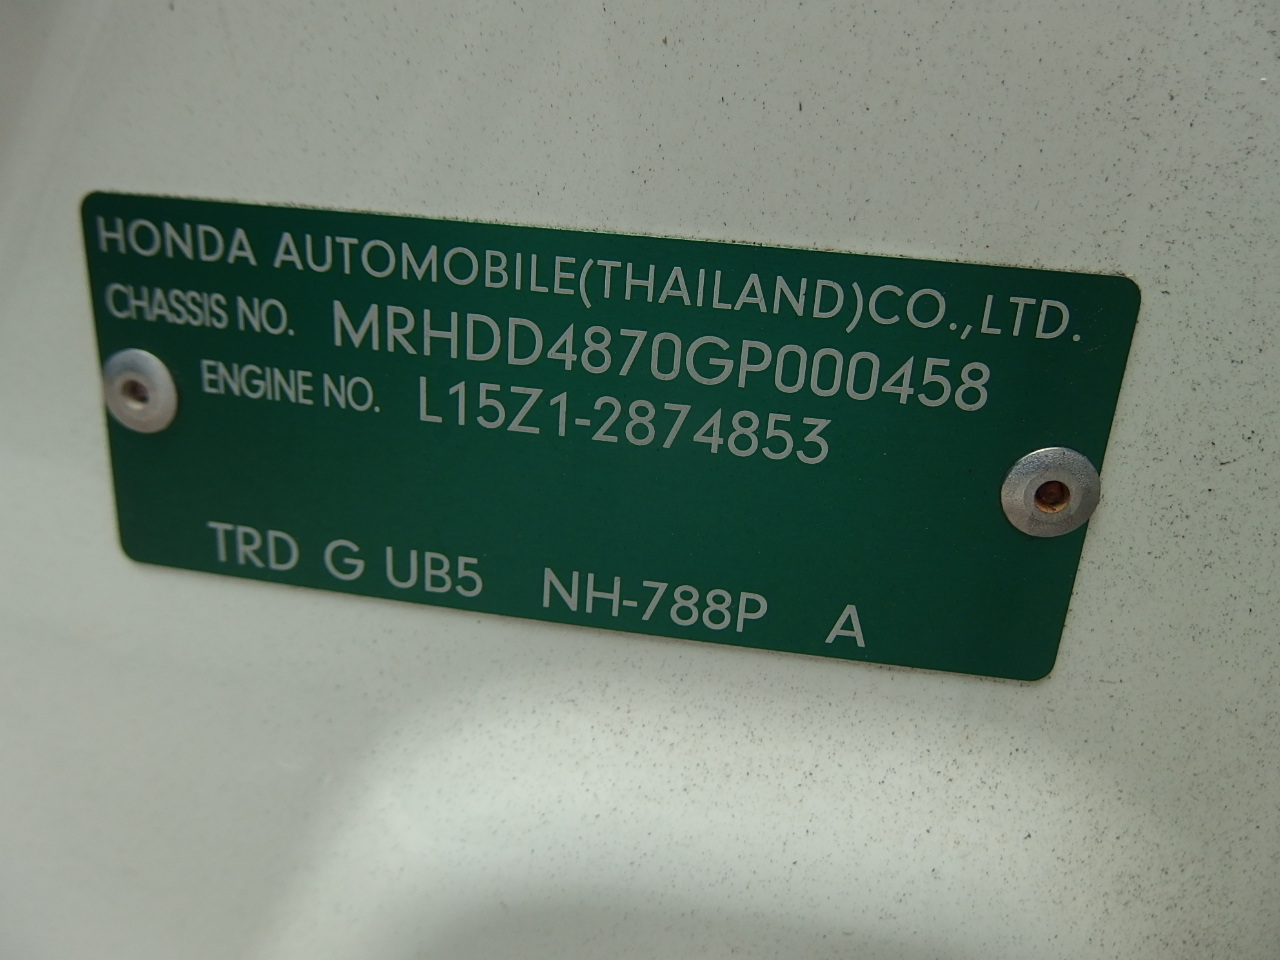 HONDA AUTOMOBILE(THAILAND)CO.,LTD.
CHASSIS NO. MRHDD4870GP000458
ENGINE NO. L15Z1-2874853
TRD G UB5 NH-788P A